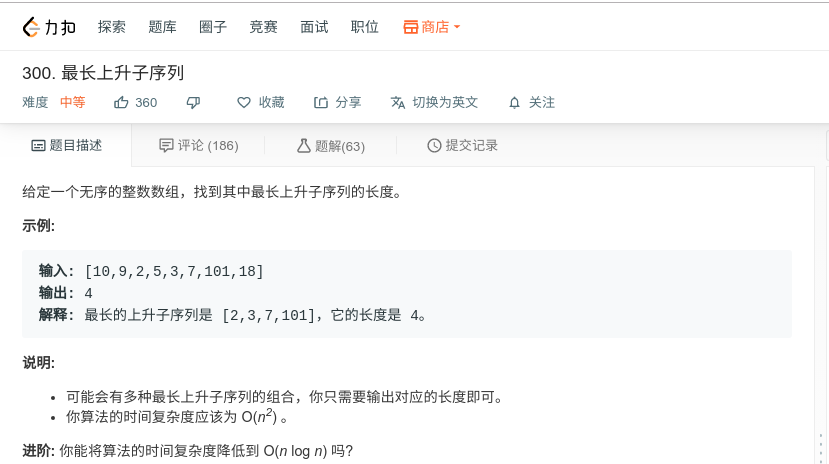 力扣 探索 题库 圈子 竞赛 面试 职位 商店
300. 最长上升子序列
难度 中等 360 收藏 分享 切换为英文 关注
题目描述 评论 (186) 题解(63) 提交记录
给定一个无序的整数数组，找到其中最长上升子序列的长度。
示例:
输入: [10,9,2,5,3,7,101,18]
输出: 4
解释: 最长的上升子序列是 [2,3,7,101]，它的长度是 4。
说明:
• 可能会有多种最长上升子序列的组合，你只需要输出对应的长度即可。
• 你算法的时间复杂度应该为 O(n²) 。
进阶: 你能将算法的时间复杂度降低到 O(n log n) 吗?